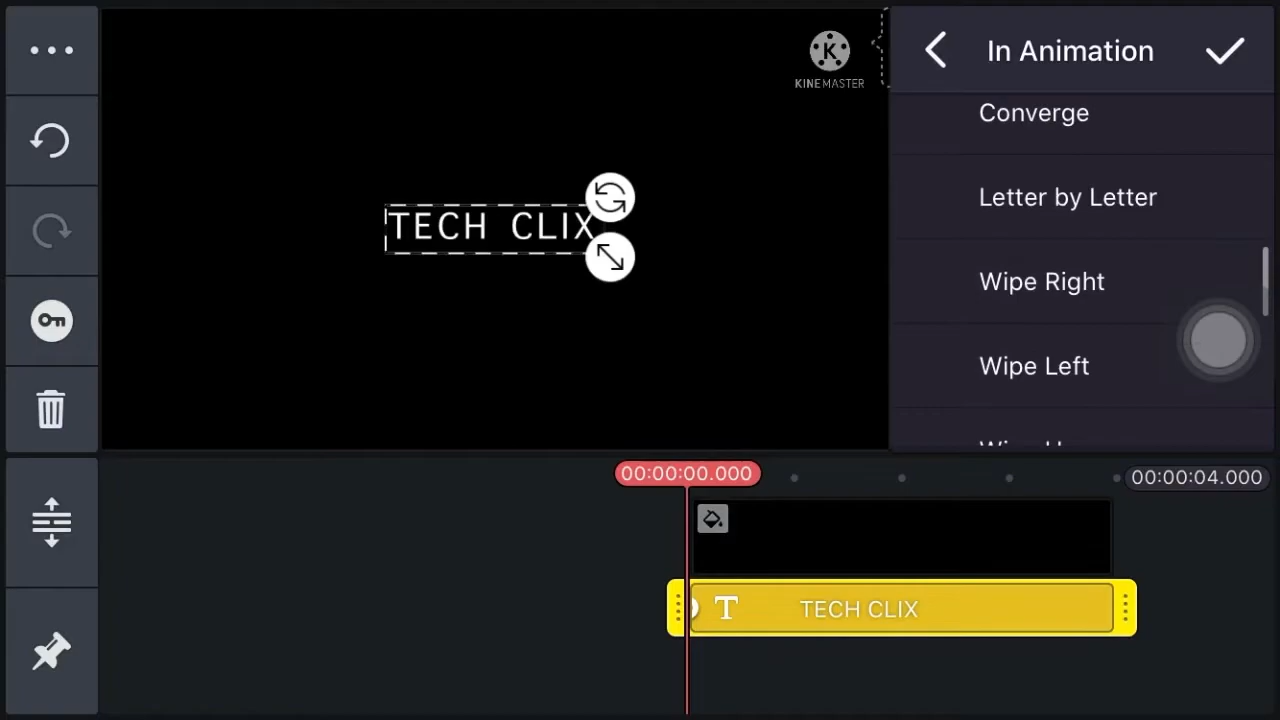 KINEMASTER
In Animation
Converge
Letter by Letter
TECH CLIX
Wipe Right
Wipe Left
00:00:00.000
00:00:04.000
T TECH CLIX